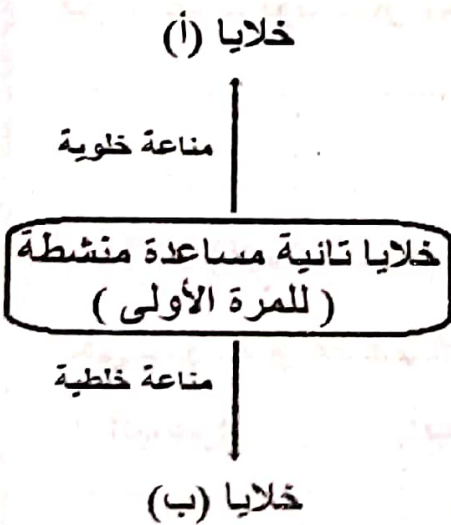 خلايا (أ)
مناعة خلوية
خلايا تائية مساعدة منشطة
( للمرة الأولى )
مناعة خلطية
خلايا (ب)